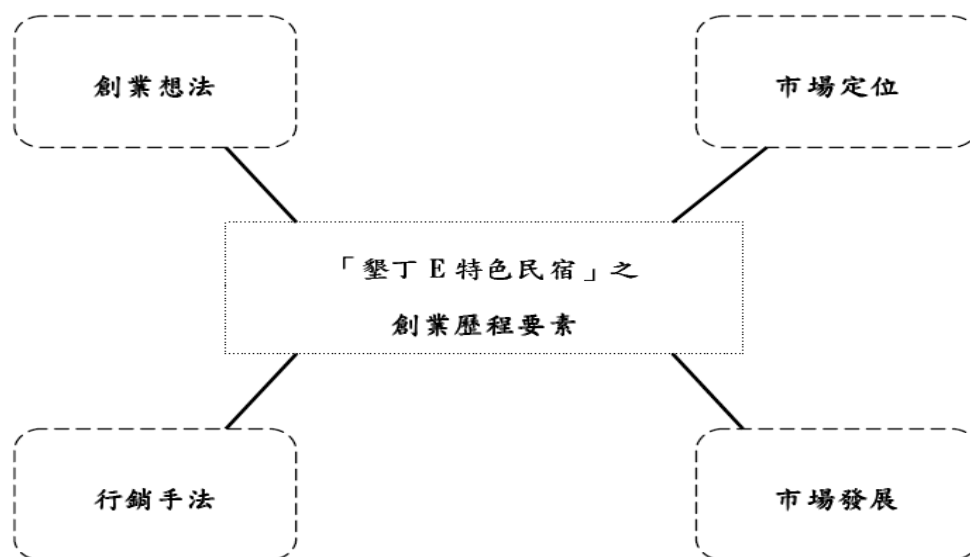 創業想法
市場定位
「墾丁 E 特色民宿」之
創業歷程要素
行銷手法
市場發展